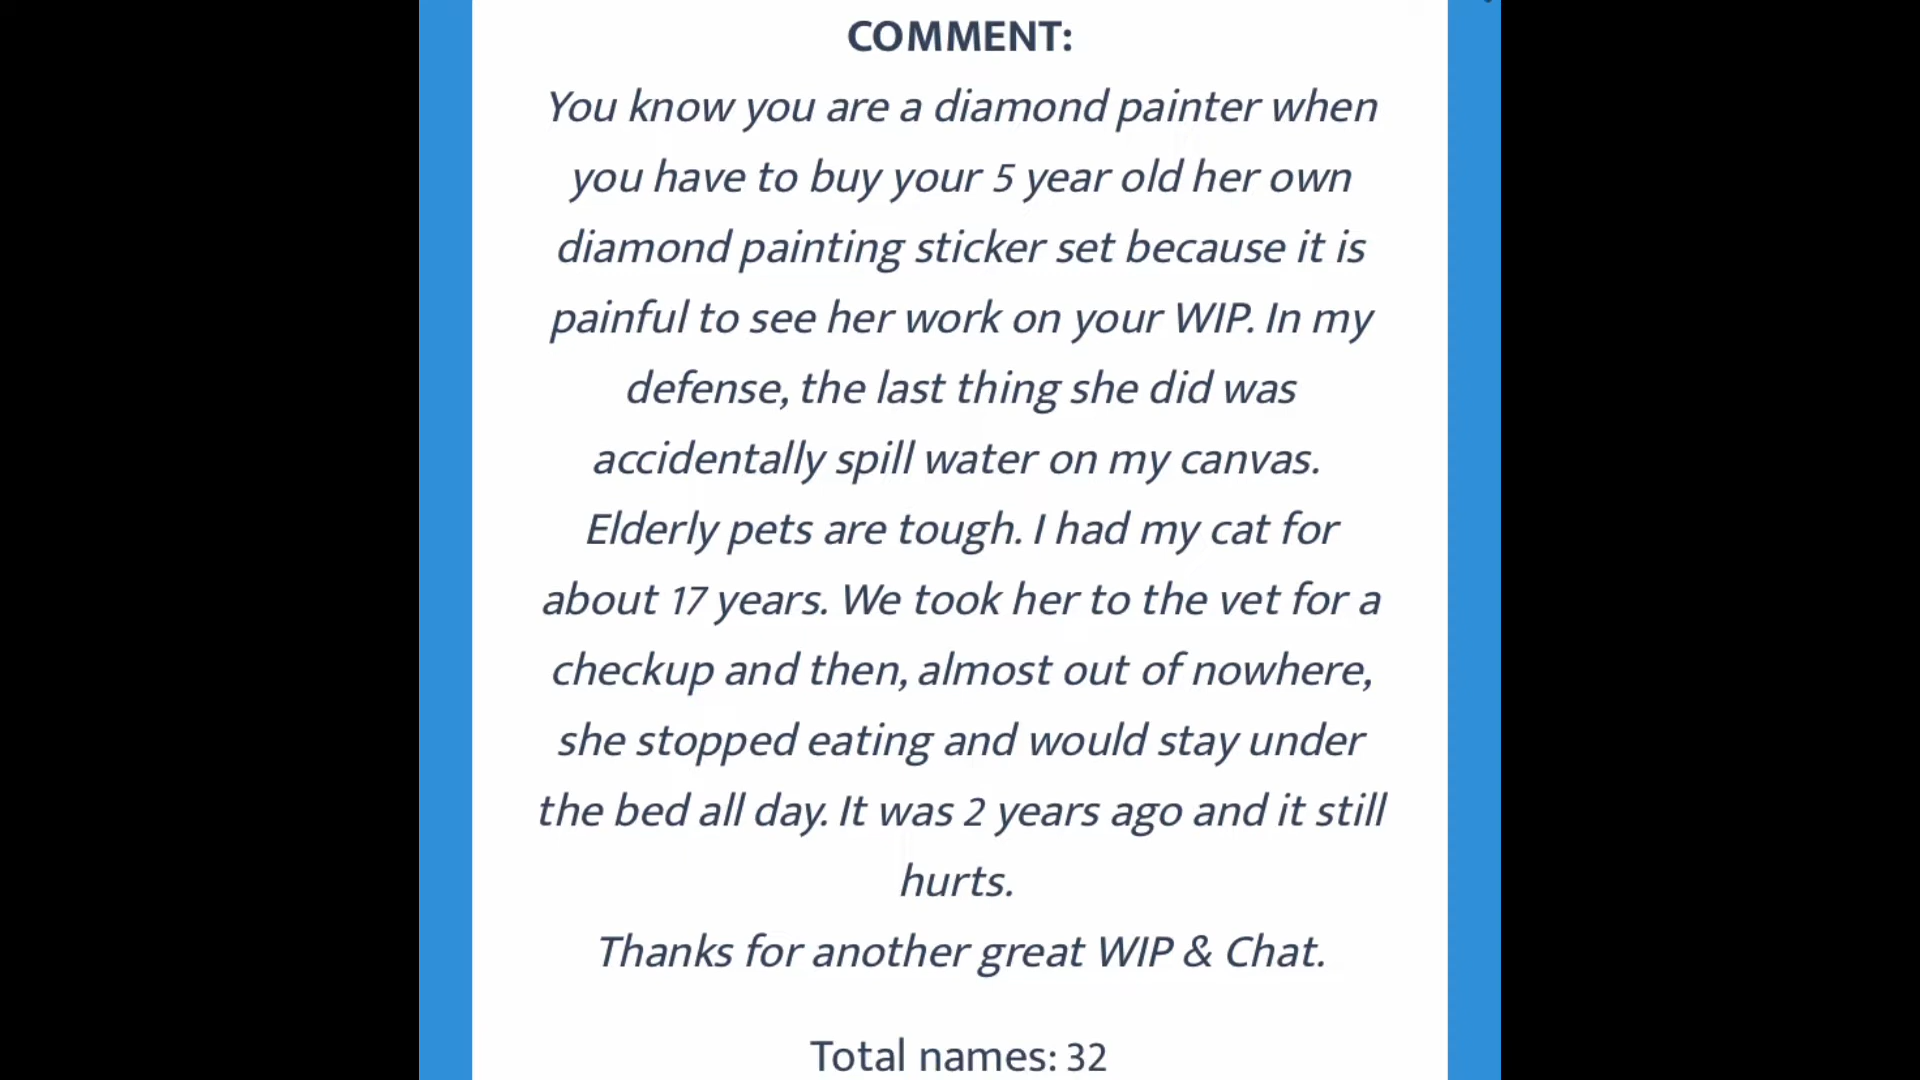 COMMENT:
You know you are a diamond painter when
you have to buy your 5 year old her own
diamond painting sticker set because it is
painful to see her work on your WIP. In my
defense, the last thing she did was
accidentally spill water on my canvas.
Elderly pets are tough. I had my cat for
about 17 years. We took her to the vet for a
checkup and then, almost out of nowhere,
she stopped eating and would stay under
the bed all day. It was 2 years ago and it still
hurts.
Thanks for another great WIP & Chat.
Total names: 32